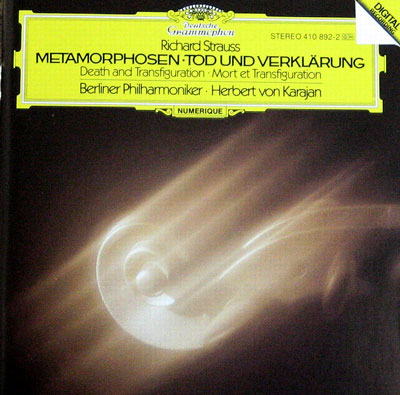 Deutsche
Grammophon
STEREO 410 892-2
DIGITAL
RECORDING
Richard Strauss
METAMORPHOSEN · TOD UND VERKLÄRUNG
Death and Transfiguration · Mort et Transfiguration
Berliner Philharmoniker · Herbert von Karajan
NUMERIQUE